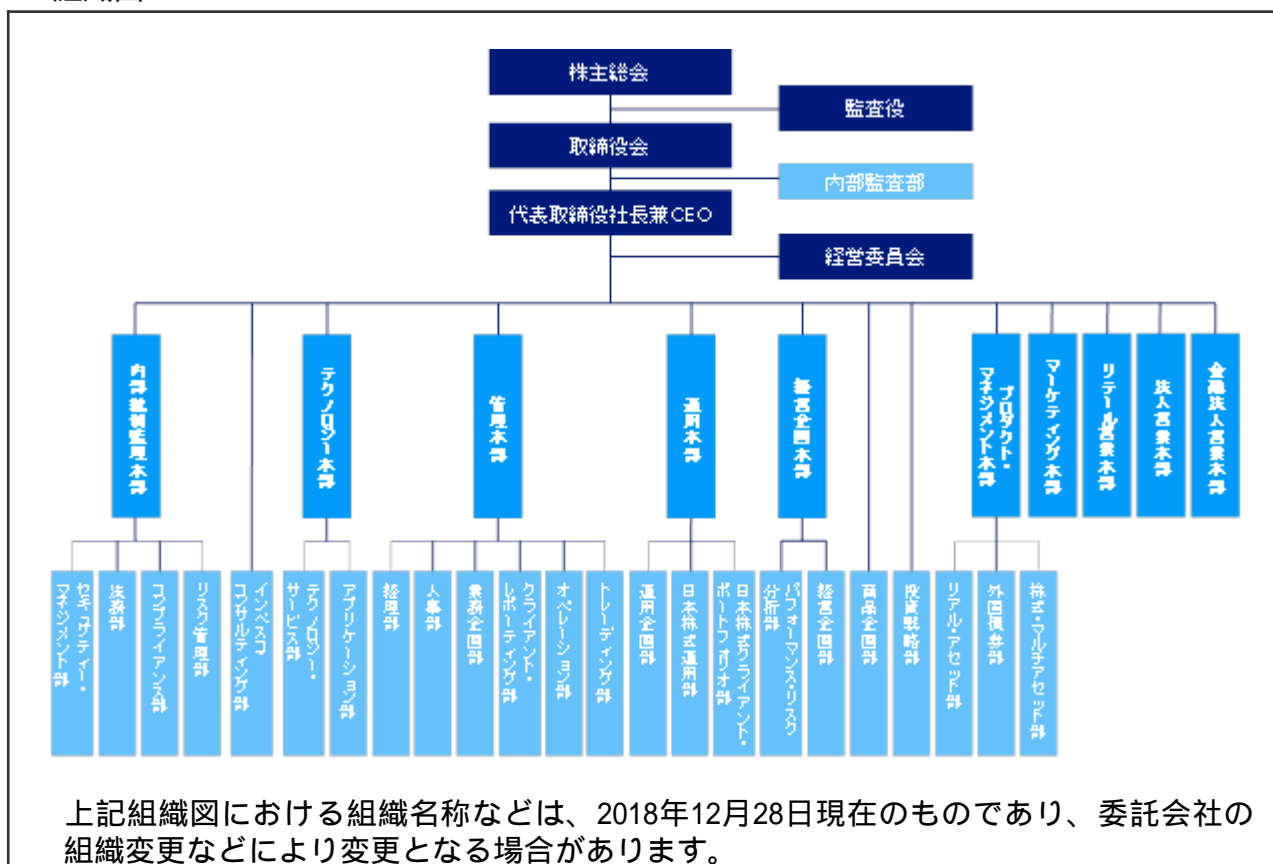 株主総会
監査役
取締役会
内部監査部
代表取締役社長兼CEO
経営委員会
内部統制監理本部
テクノロジー本部
管理本部
運用本部
経営企画本部
プロダクト・
マネジメント本部
マーケティング本部
リテール営業本部
法人営業本部
金融法人営業本部
セキュリティー・
マネジメント部
法務部
コンプライアンス部
リスク管理部
インベスコ
コンサルティング部
テクノロジー・
サービス部
アプリケーション部
経理部
人事部
業務企画部
クライアント・
レポーティング部
オペレーション部
トレーディング部
運用企画部
日本株式運用部
日本株式クライアント・
ポートフォリオ部
パフォーマンス・リスク
分析部
経営企画部
商品企画部
投資戦略部
リアル・アセット部
外国債券部
株式・マルチアセット部
上記組織図における組織名称などは、2018年12月28日現在のものであり、委託会社の
組織変更などにより変更となる場合があります。